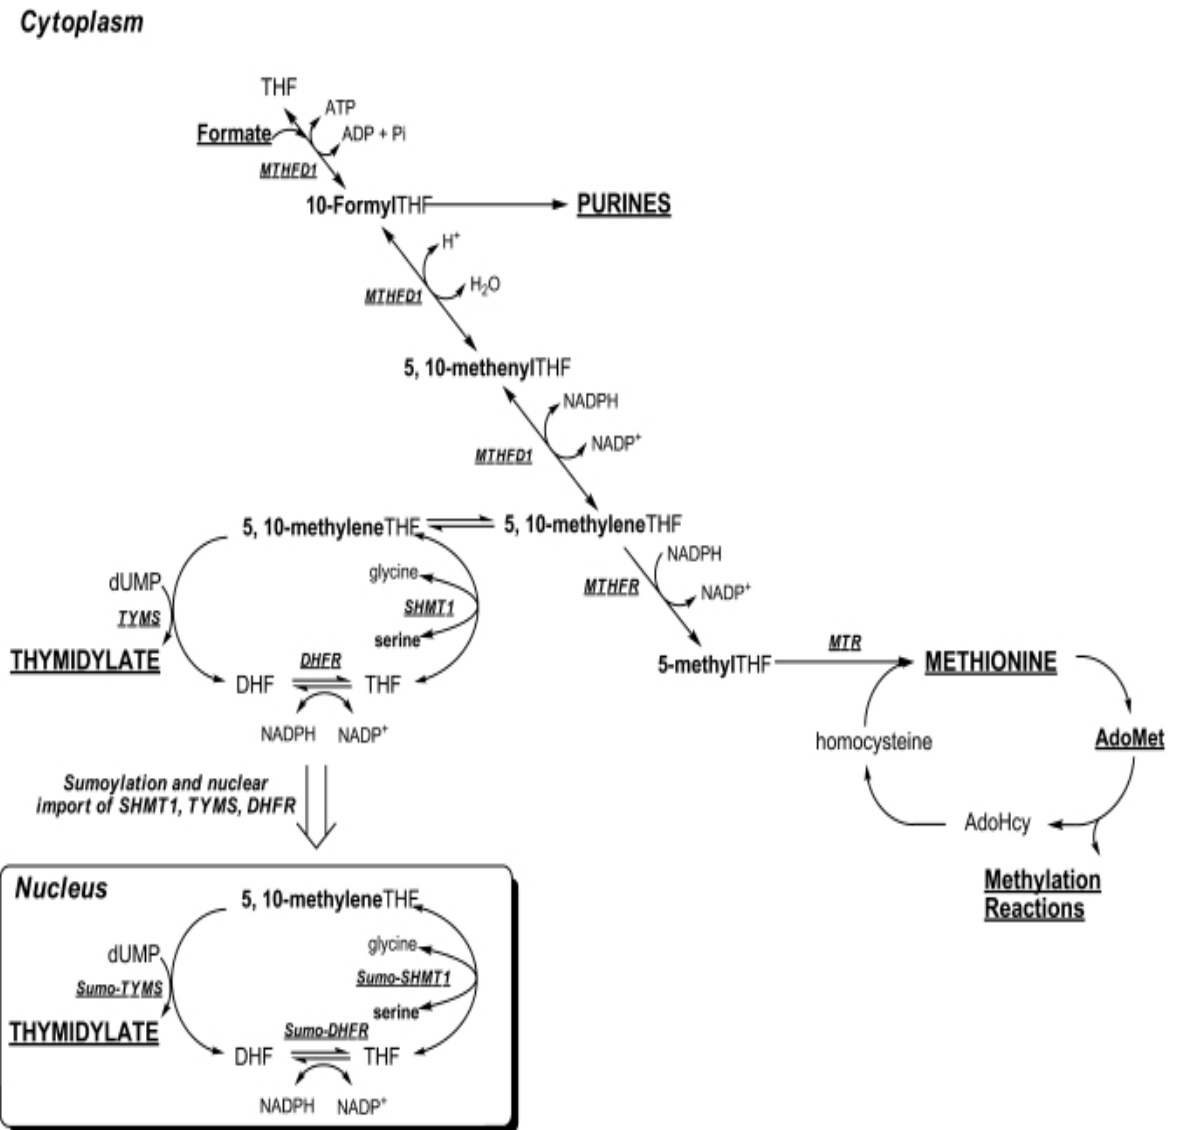 Cytoplasm
THF
ATP
Formate
ADP + Pi
MTHFD1
10-FormylTHF
PURINES
H⁺
H₂O
MTHFD1
5, 10-methenylTHF
NADPH
NADP⁺
MTHFD1
5, 10-methyleneTHF
5, 10-methyleneTHF
NADPH
NADP⁺
MTHFR
dUMP
TYMS
THYMIDYLATE
glycine
SHMT1
serine
DHFR
DHF
THF
NADPH
NADP⁺
5-methylTHF
MTR
METHIONINE
homocysteine
AdoMet
AdoHcy
Methylation
Reactions
Sumoylation and nuclear
import of SHMT1, TYMS, DHFR
Nucleus
5, 10-methyleneTHF
dUMP
Sumo-TYMS
THYMIDYLATE
glycine
Sumo-SHMT1
serine
Sumo-DHFR
DHF
THF
NADPH
NADP⁺